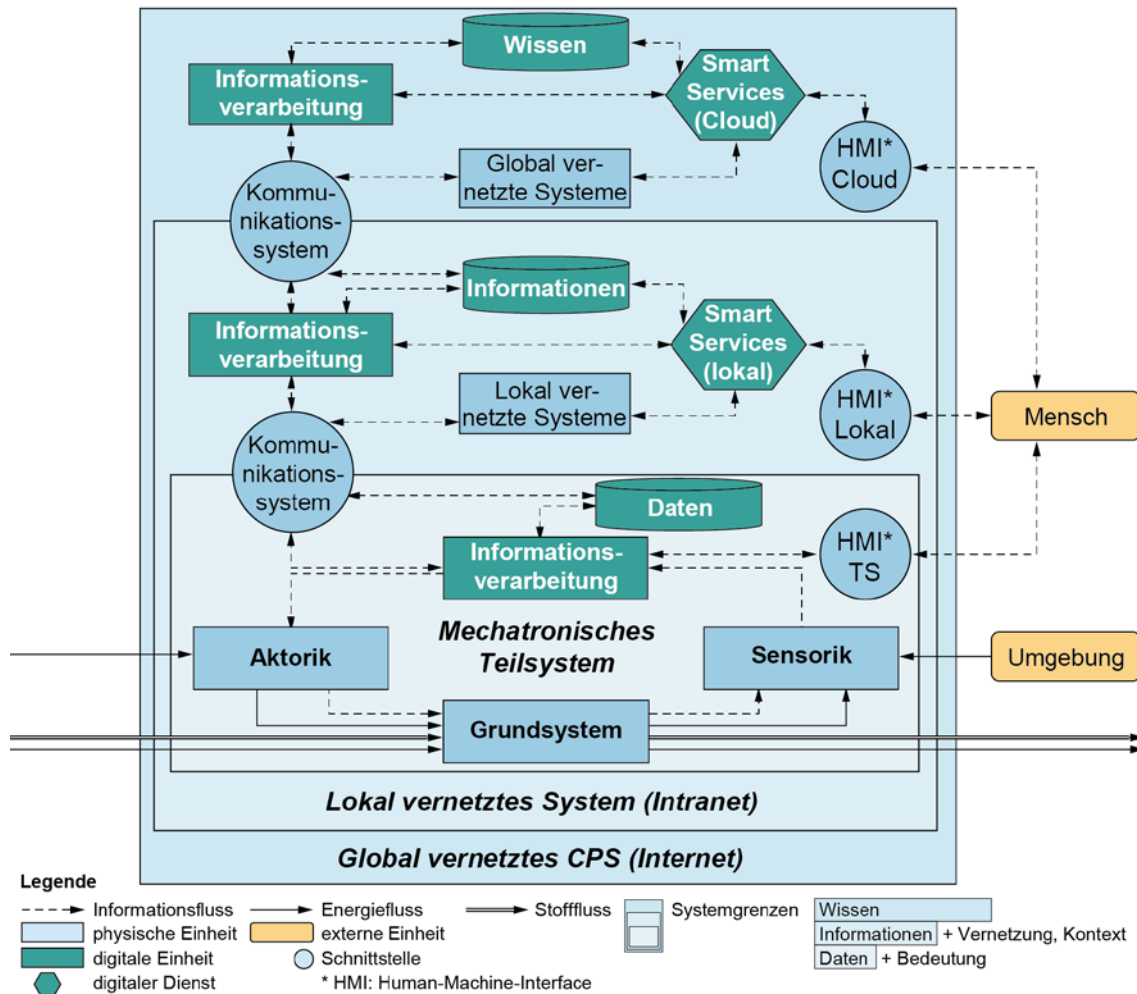 Wissen
Informations-
verarbeitung
Smart
Services
(Cloud)
HMI*
Cloud
Global ver-
netzte Systeme
Kommu-
nikations-
system
Informationen
Informations-
verarbeitung
Smart
Services
(lokal)
HMI*
Lokal
Mensch
Lokal ver-
netzte Systeme
Kommu-
nikations-
system
Daten
Informations-
verarbeitung
HMI*
TS
Mechatronisches
Teilsystem
Aktorik
Sensorik
Umgebung
Grundsystem
Lokal vernetztes System (Intranet)
Global vernetztes CPS (Internet)
Legende
Informationsfluss
Energiefluss
Stofffluss
Systemgrenzen
Wissen
physische Einheit
externe Einheit
Informationen + Vernetzung, Kontext
digitale Einheit
Schnittstelle
Daten + Bedeutung
digitaler Dienst
* HMI: Human-Machine-Interface